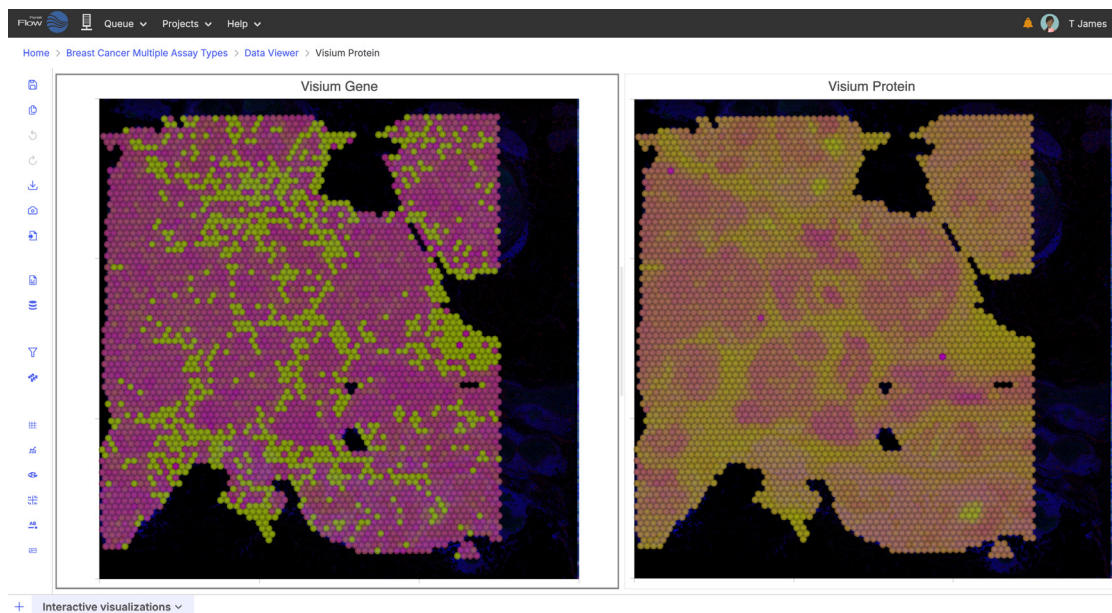 Partek
Flow
Queue
Projects
Help
T James
Home > Breast Cancer Multiple Assay Types > Data Viewer > Visium Protein
Visium Gene
Visium Protein
+ Interactive visualizations